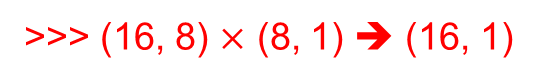 >>> (16, 8) × (8, 1) ➔ (16, 1)